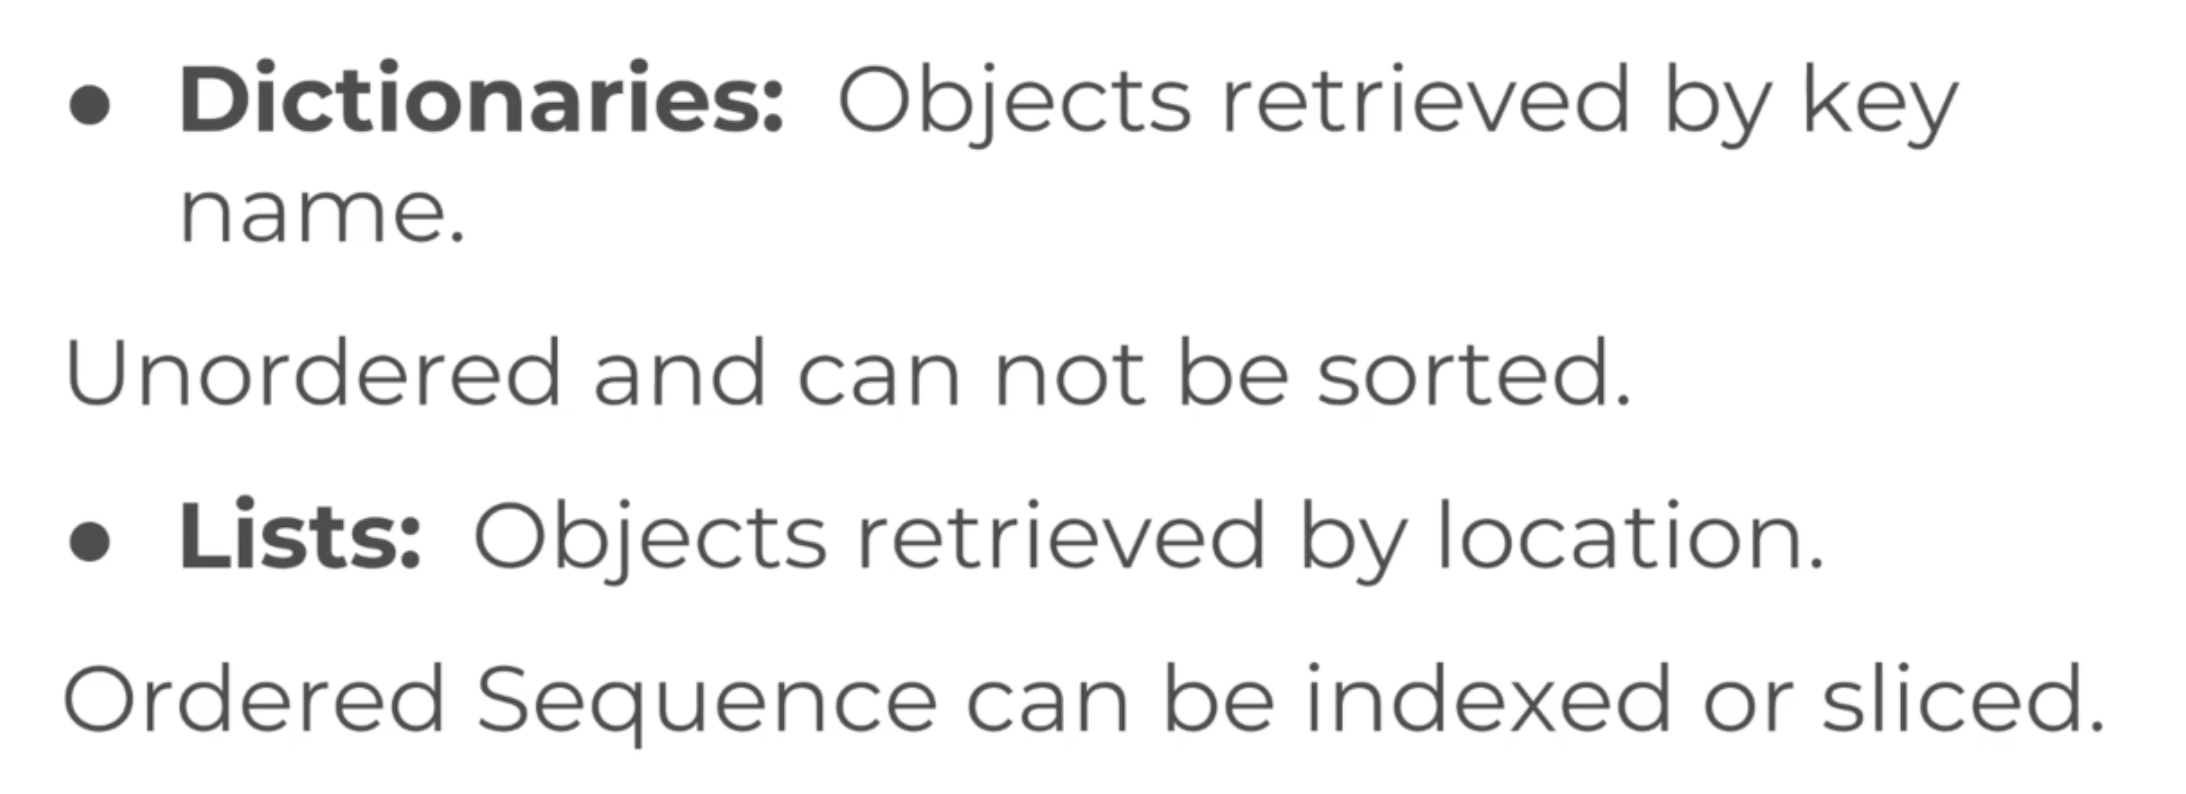 ● Dictionaries: Objects retrieved by key
name.
Unordered and can not be sorted.
● Lists: Objects retrieved by location.
Ordered Sequence can be indexed or sliced.